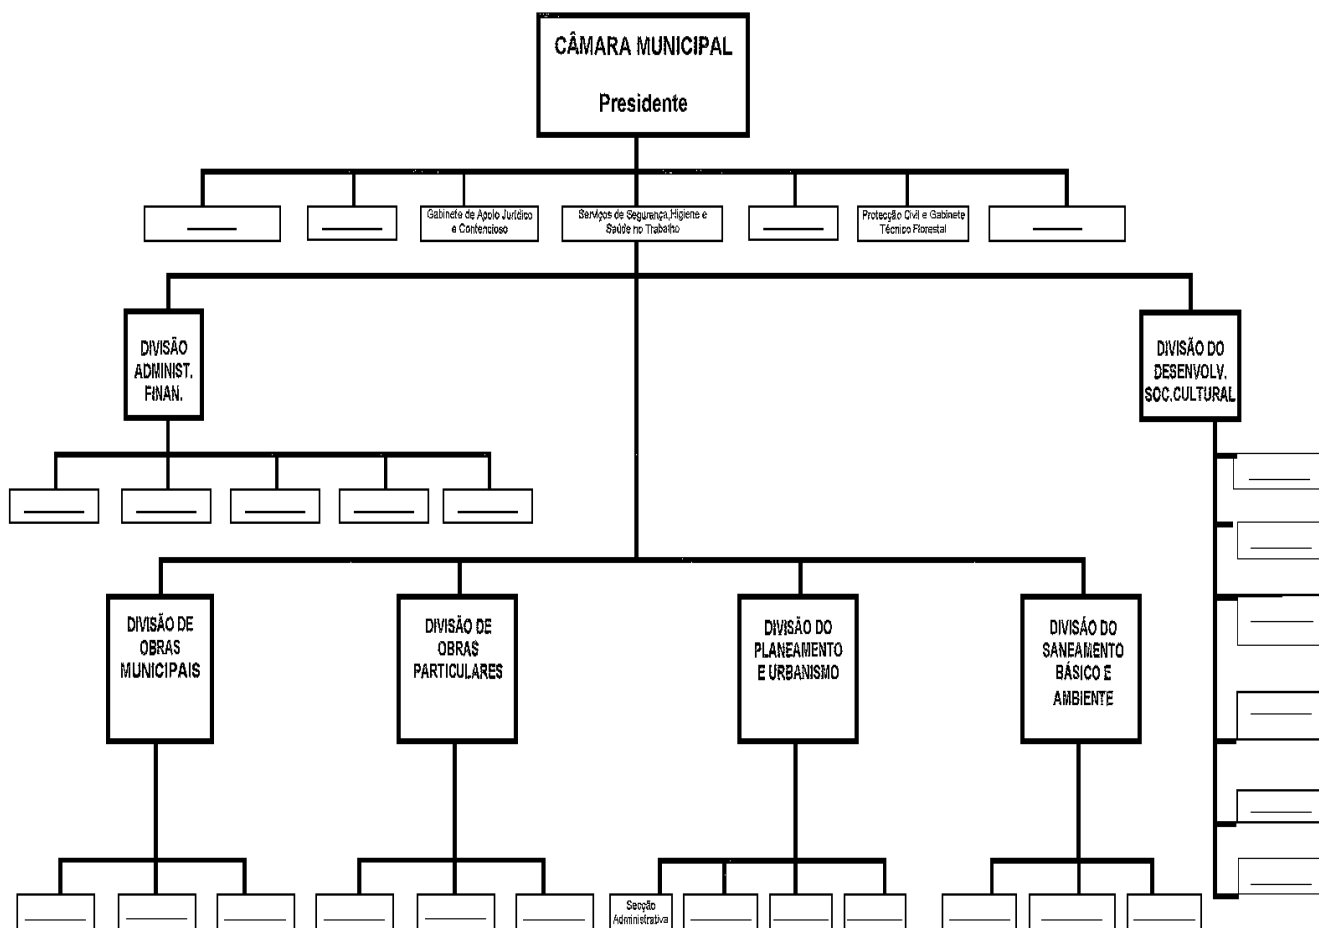 CÂMARA MUNICIPAL
Presidente
Gabinete de Apoio Jurídico
e Contencioso
Serviços de Segurança, Higiene e
Saúde no Trabalho
Protecção Civil e Gabinete
Técnico Florestal
DIVISÃO
ADMINIST.
FINAN.
DIVISÃO DO
DESENVOLV.
SOC.CULTURAL
DIVISÃO DE
OBRAS
MUNICIPAIS
DIVISÃO DE
OBRAS
PARTICULARES
DIVISÃO DO
PLANEAMENTO
E URBANISMO
DIVISÃO DO
SANEAMENTO
BÁSICO E
AMBIENTE
Secção
Administrativa